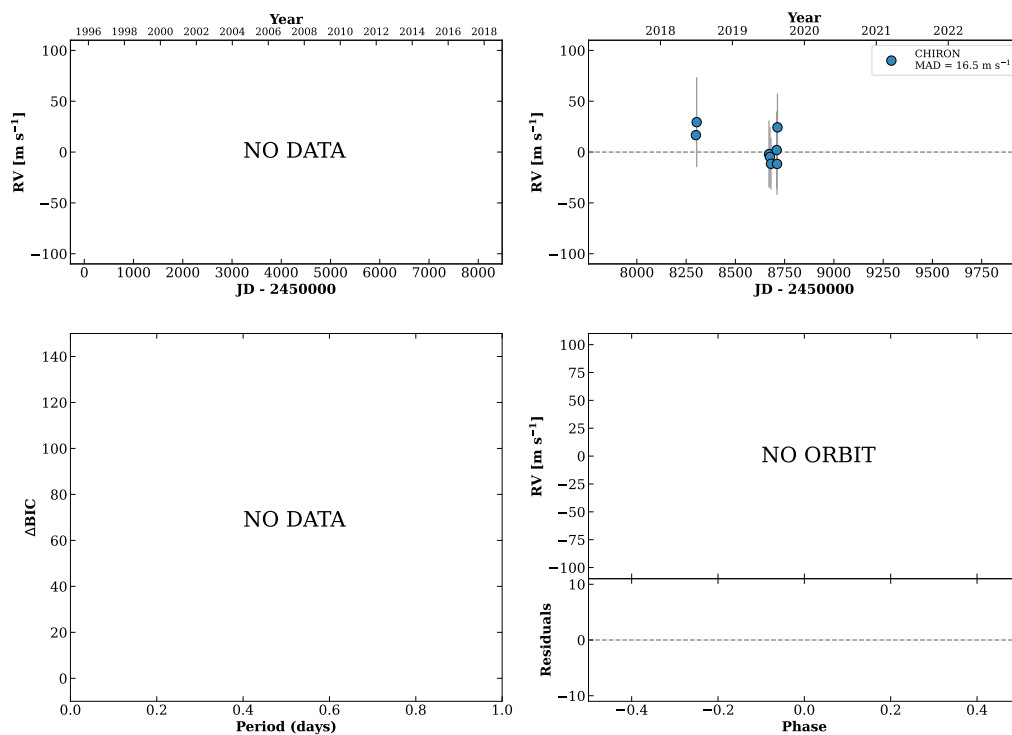 Year
1996 1998 2000 2002 2004 2006 2008 2010 2012 2014 2016 2018
100
50
0
−50
−100
RV [m s−1]
NO DATA
0 1000 2000 3000 4000 5000 6000 7000 8000
JD - 2450000
Year
2018 2019 2020 2021 2022
CHIRON
MAD = 16.5 m s−1
100
50
0
−50
−100
RV [m s−1]
8000 8250 8500 8750 9000 9250 9500 9750
JD - 2450000
140
120
100
80
60
40
20
0
ΔBIC
NO DATA
0.0 0.2 0.4 0.6 0.8 1.0
Period (days)
100
75
50
25
0
−25
−50
−75
−100
RV [m s−1]
NO ORBIT
10
0
−10
Residuals
−0.4 −0.2 0.0 0.2 0.4
Phase